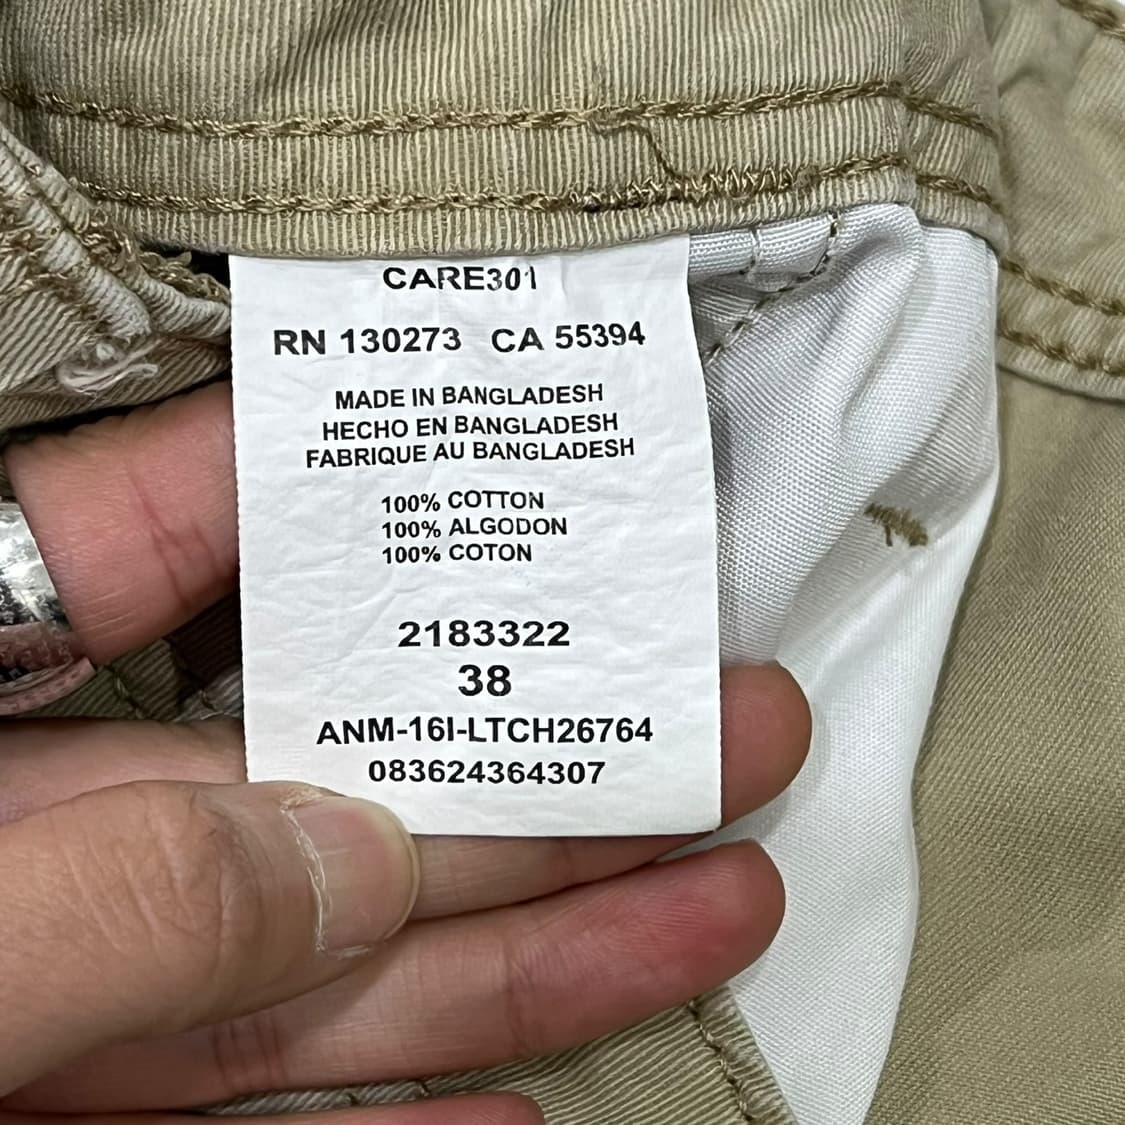 CARE301
RN 130273 CA 55394
MADE IN BANGLADESH
HECHO EN BANGLADESH
FABRIQUE AU BANGLADESH
100% COTTON
100% ALGODON
100% COTON
2183322
38
ANM-16I-LTCH26764
083624364307